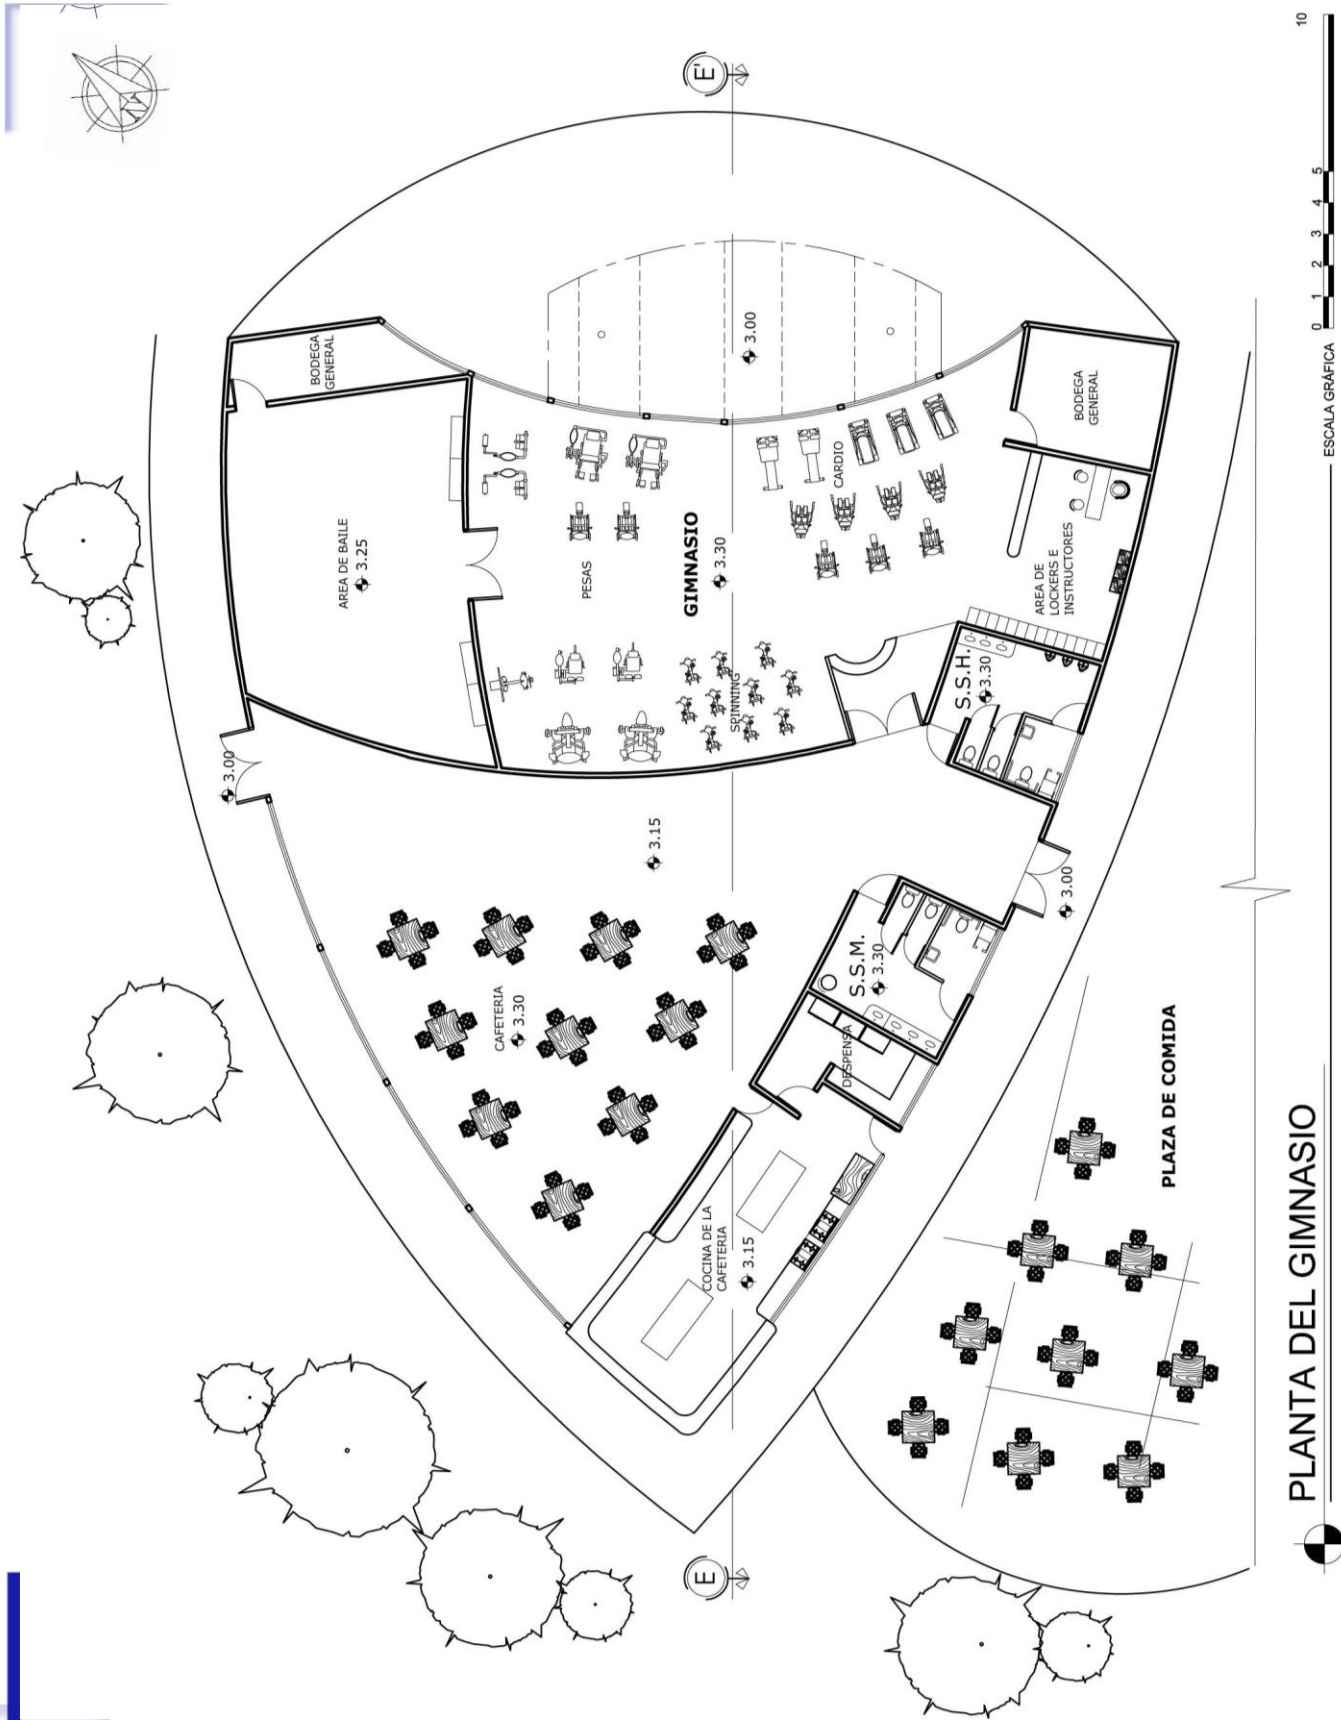 N
E'
BODEGA
GENERAL
3.00
AREA DE BAILE
3.25
PESAS
GIMNASIO
3.30
CARDIO
SPINNING
BODEGA
GENERAL
AREA DE
LOCKERS E
INSTRUCTORES
S.S.H.
3.30
3.00
3.15
3.00
CAFETERIA
3.30
S.S.M.
3.30
DESPENSA
COCINA DE LA
CAFETERIA
3.15
PLAZA DE COMIDA
E
PLANTA DEL GIMNASIO
ESCALA GRÁFICA
0 1 2 3 4 5 10